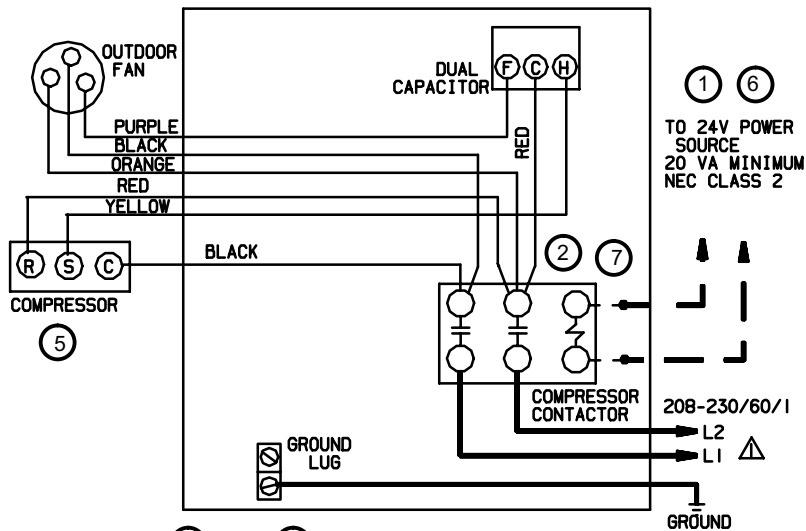 OUTDOOR
FAN
DUAL
CAPACITOR
F C H
1 6
TO 24V POWER
SOURCE
20 VA MINIMUM
NEC CLASS 2
PURPLE
BLACK
ORANGE
RED
YELLOW
RED
R S C
BLACK
COMPRESSOR
5
2 7
COMPRESSOR
CONTACTOR
208-230/60/1
L2
L1
1
GROUND
LUG
GROUND